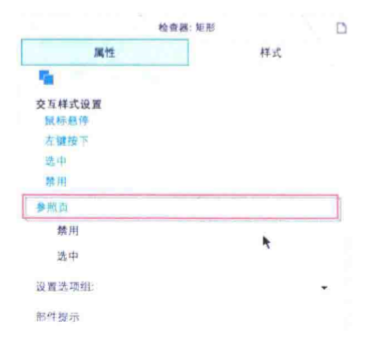 检查器: 矩形
属性
样式
交互样式设置
鼠标悬停
左键按下
选中
禁用
参照页
禁用
选中
设置选项组:
部件提示